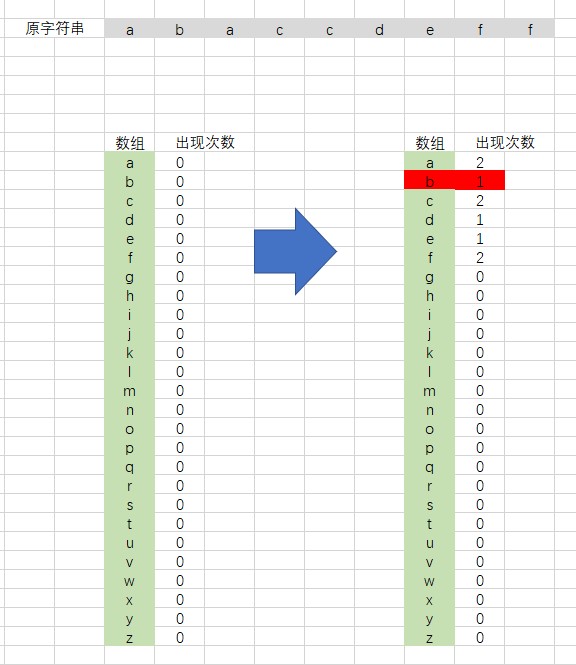 原字符串 a b a c c d e f f
数组 出现次数 数组 出现次数
a 0 a 2
b 0 b 1
c 0 c 2
d 0 d 1
e 0 e 1
f 0 f 2
g 0 g 0
h 0 h 0
i 0 i 0
j 0 j 0
k 0 k 0
l 0 l 0
m 0 m 0
n 0 n 0
o 0 o 0
p 0 p 0
q 0 q 0
r 0 r 0
s 0 s 0
t 0 t 0
u 0 u 0
v 0 v 0
w 0 w 0
x 0 x 0
y 0 y 0
z 0 z 0